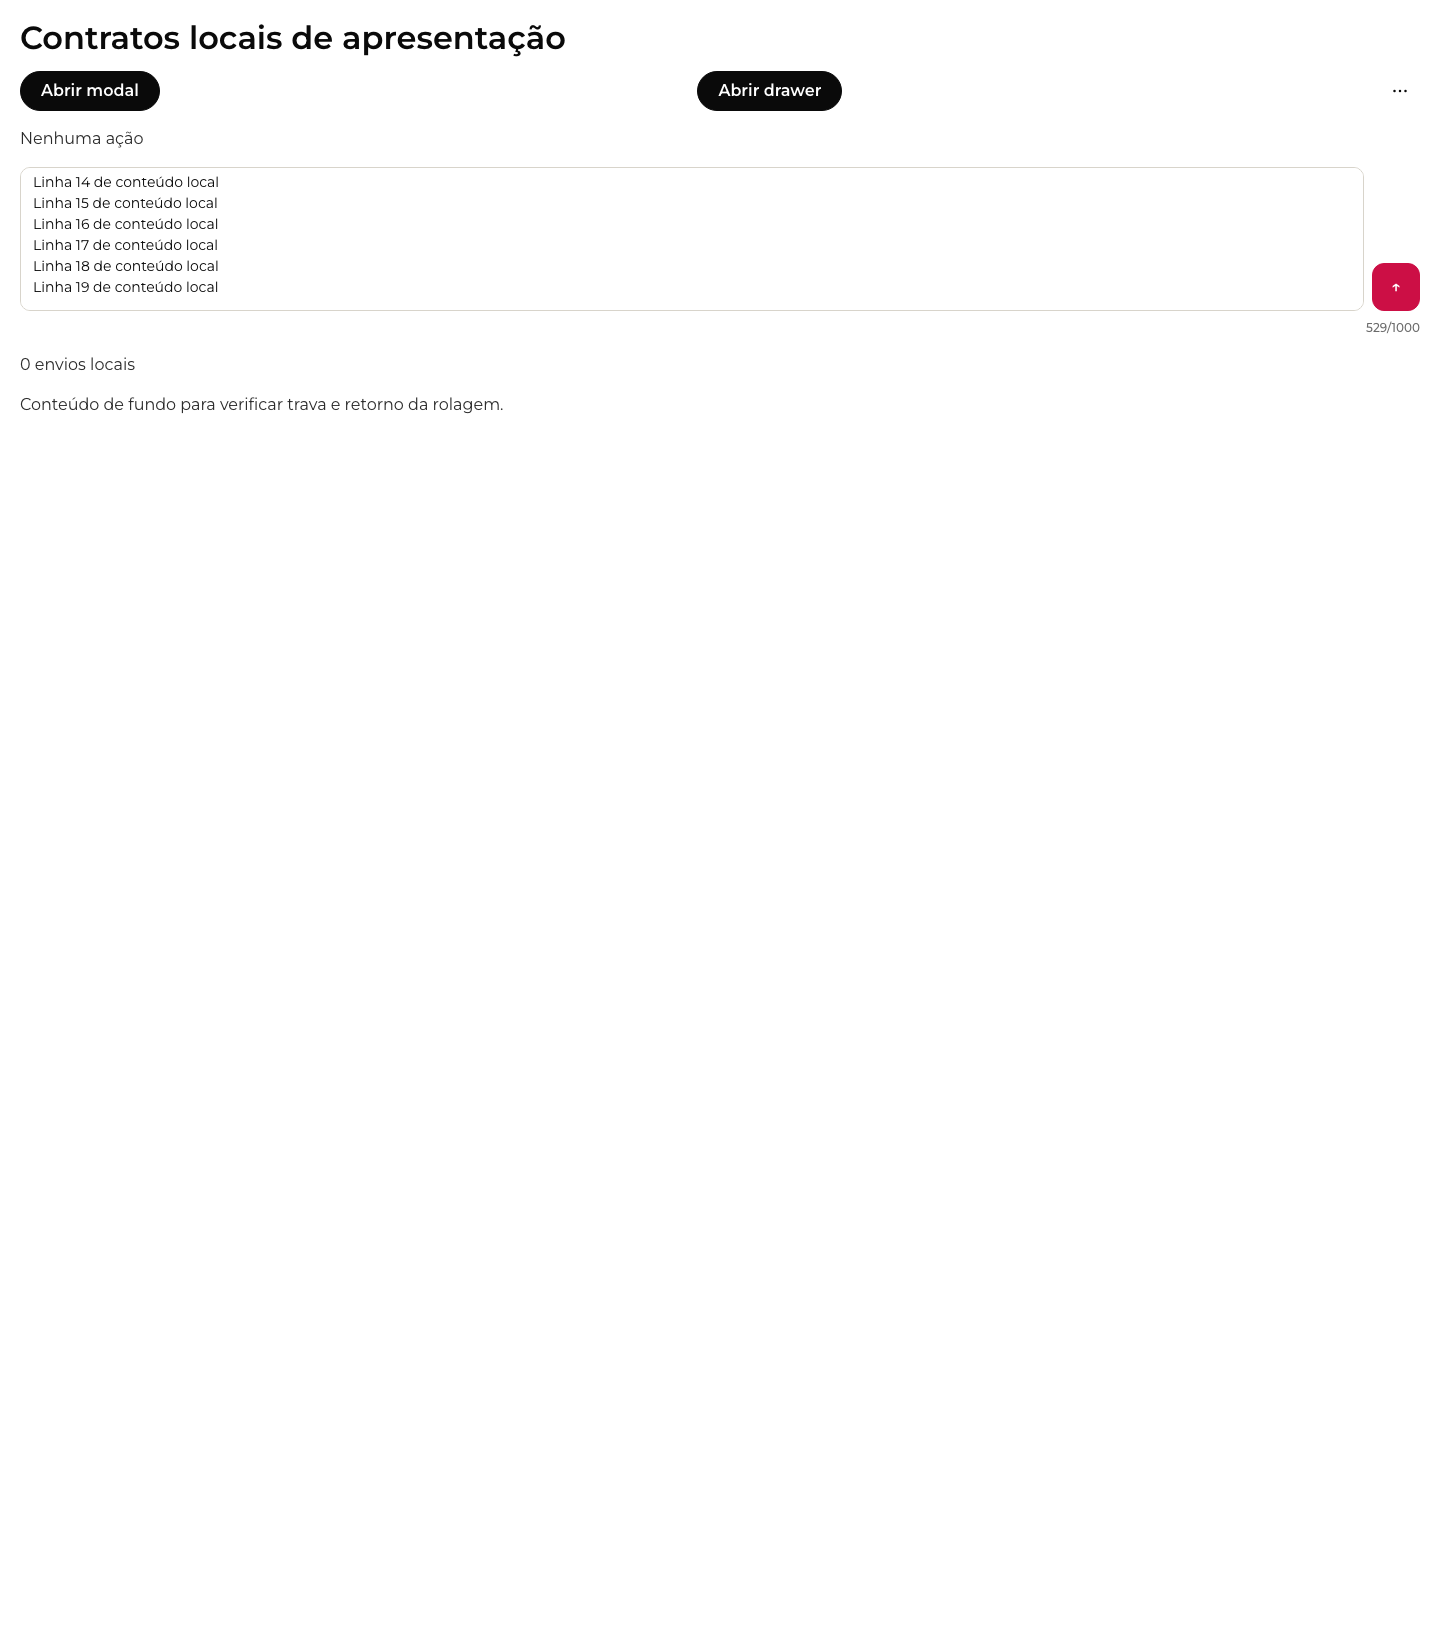 Contratos locais de apresentação
Abrir modal
Abrir drawer
...
Nenhuma ação
Linha 14 de conteúdo local
Linha 15 de conteúdo local
Linha 16 de conteúdo local
Linha 17 de conteúdo local
Linha 18 de conteúdo local
Linha 19 de conteúdo local
↑
529/1000
0 envios locais
Conteúdo de fundo para verificar trava e retorno da rolagem.